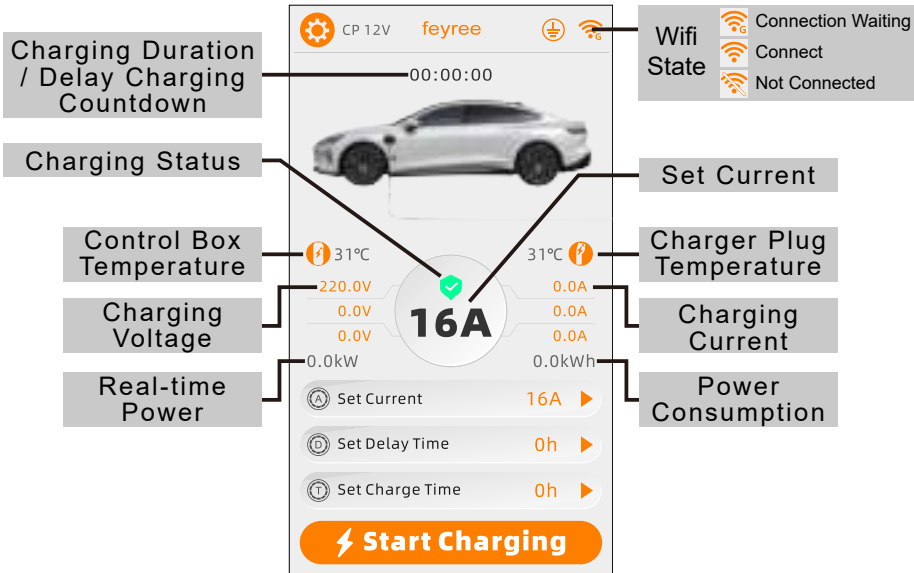 CP 12V
feyree
G
Wifi
State
G
Connection Waiting
Connect
Not Connected
Charging Duration
/ Delay Charging
Countdown
00:00:00
Charging Status
Set Current
Control Box
Temperature
31℃
31℃
Charger Plug
Temperature
Charging
Voltage
220.0V
0.0V
0.0V
16A
0.0A
0.0A
0.0A
Charging
Current
Real-time
Power
0.0kW
0.0kWh
Power
Consumption
A Set Current 16A
D Set Delay Time 0h
T Set Charge Time 0h
Start Charging